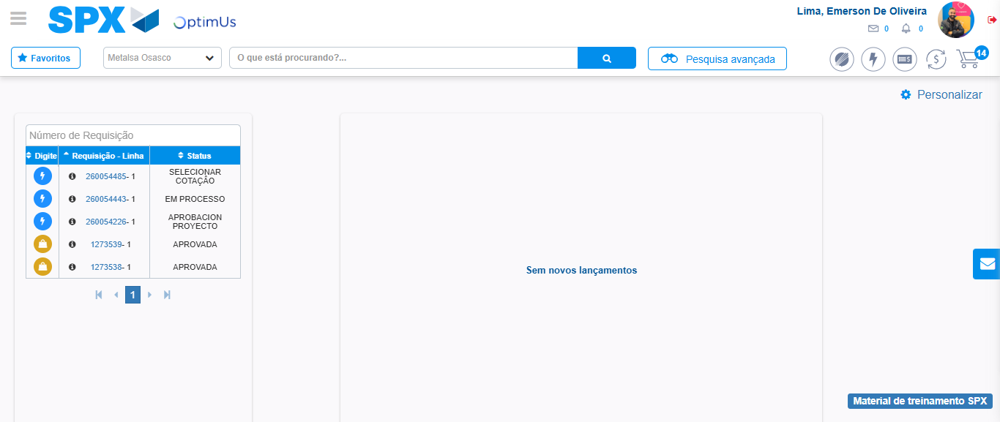 SPX
OptimUs
Lima, Emerson De Oliveira
0 0
Favoritos
Metalsa Osasco
O que está procurando?...
Pesquisa avançada
14
Personalizar
Número de Requisição
Digite Requisição - Linha Status
260054485- 1 SELECIONAR
COTAÇÃO
260054443- 1 EM PROCESSO
260054226- 1 APROBACION
PROYECTO
1273539- 1 APROVADA
1273538- 1 APROVADA
1
Sem novos lançamentos
Material de treinamento SPX